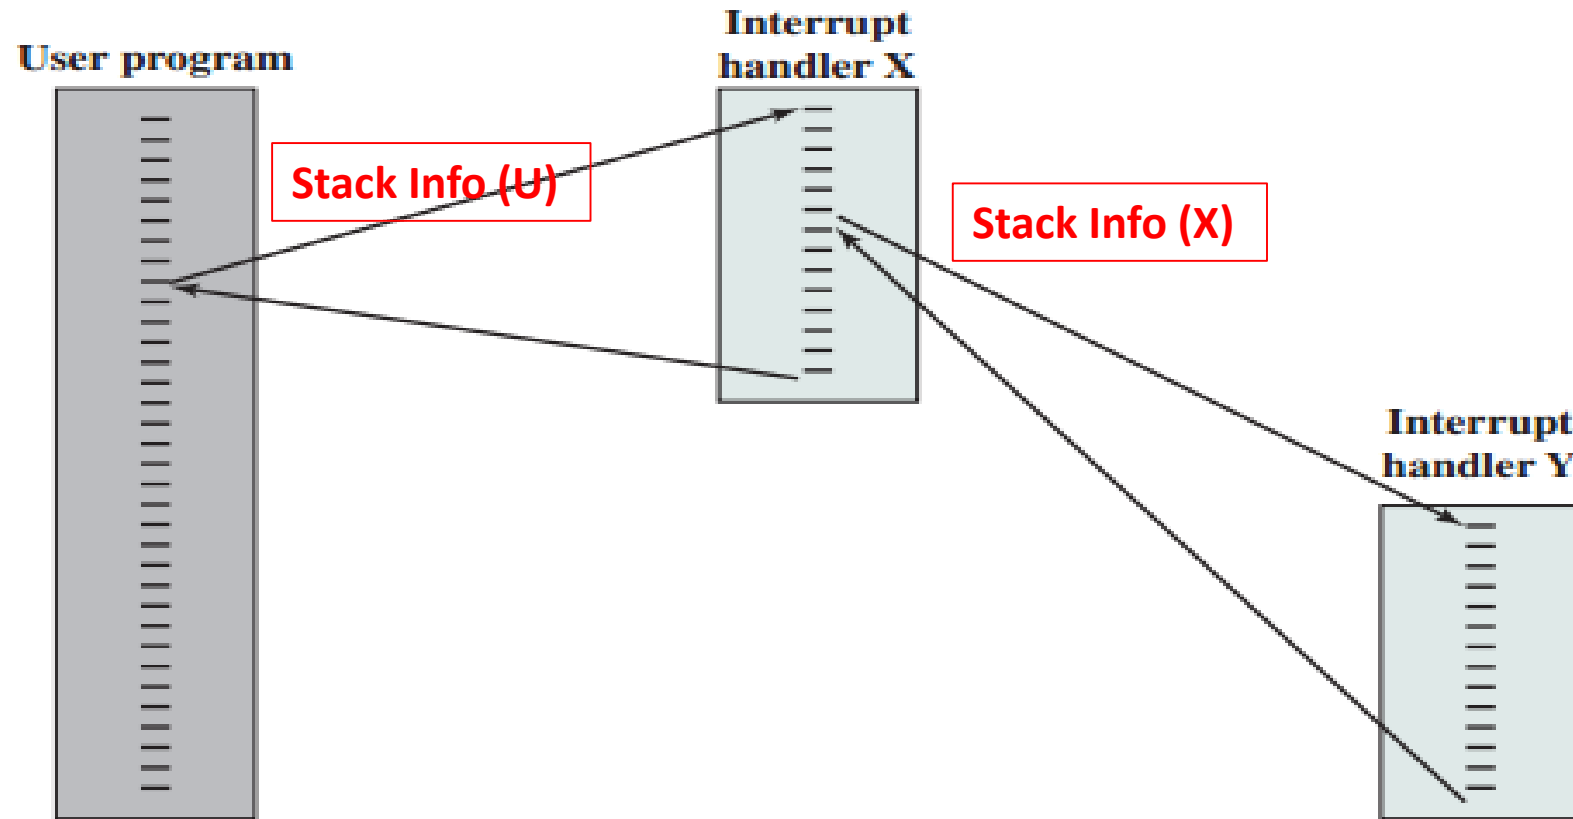 User program
Interrupt
handler X
Stack Info (U)
Stack Info (X)
Interrupt
handler Y